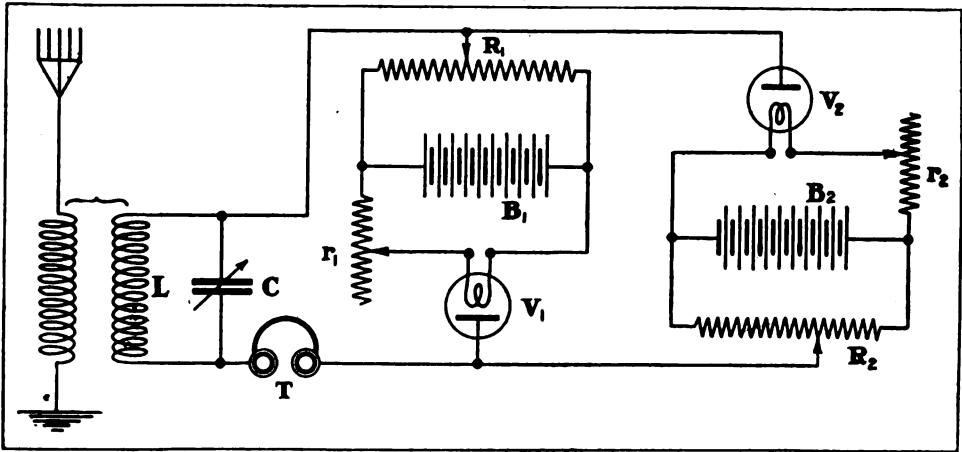 R₁
V₂
r₂
B₁
B₂
r₁
L
C
V₁
T
R₂